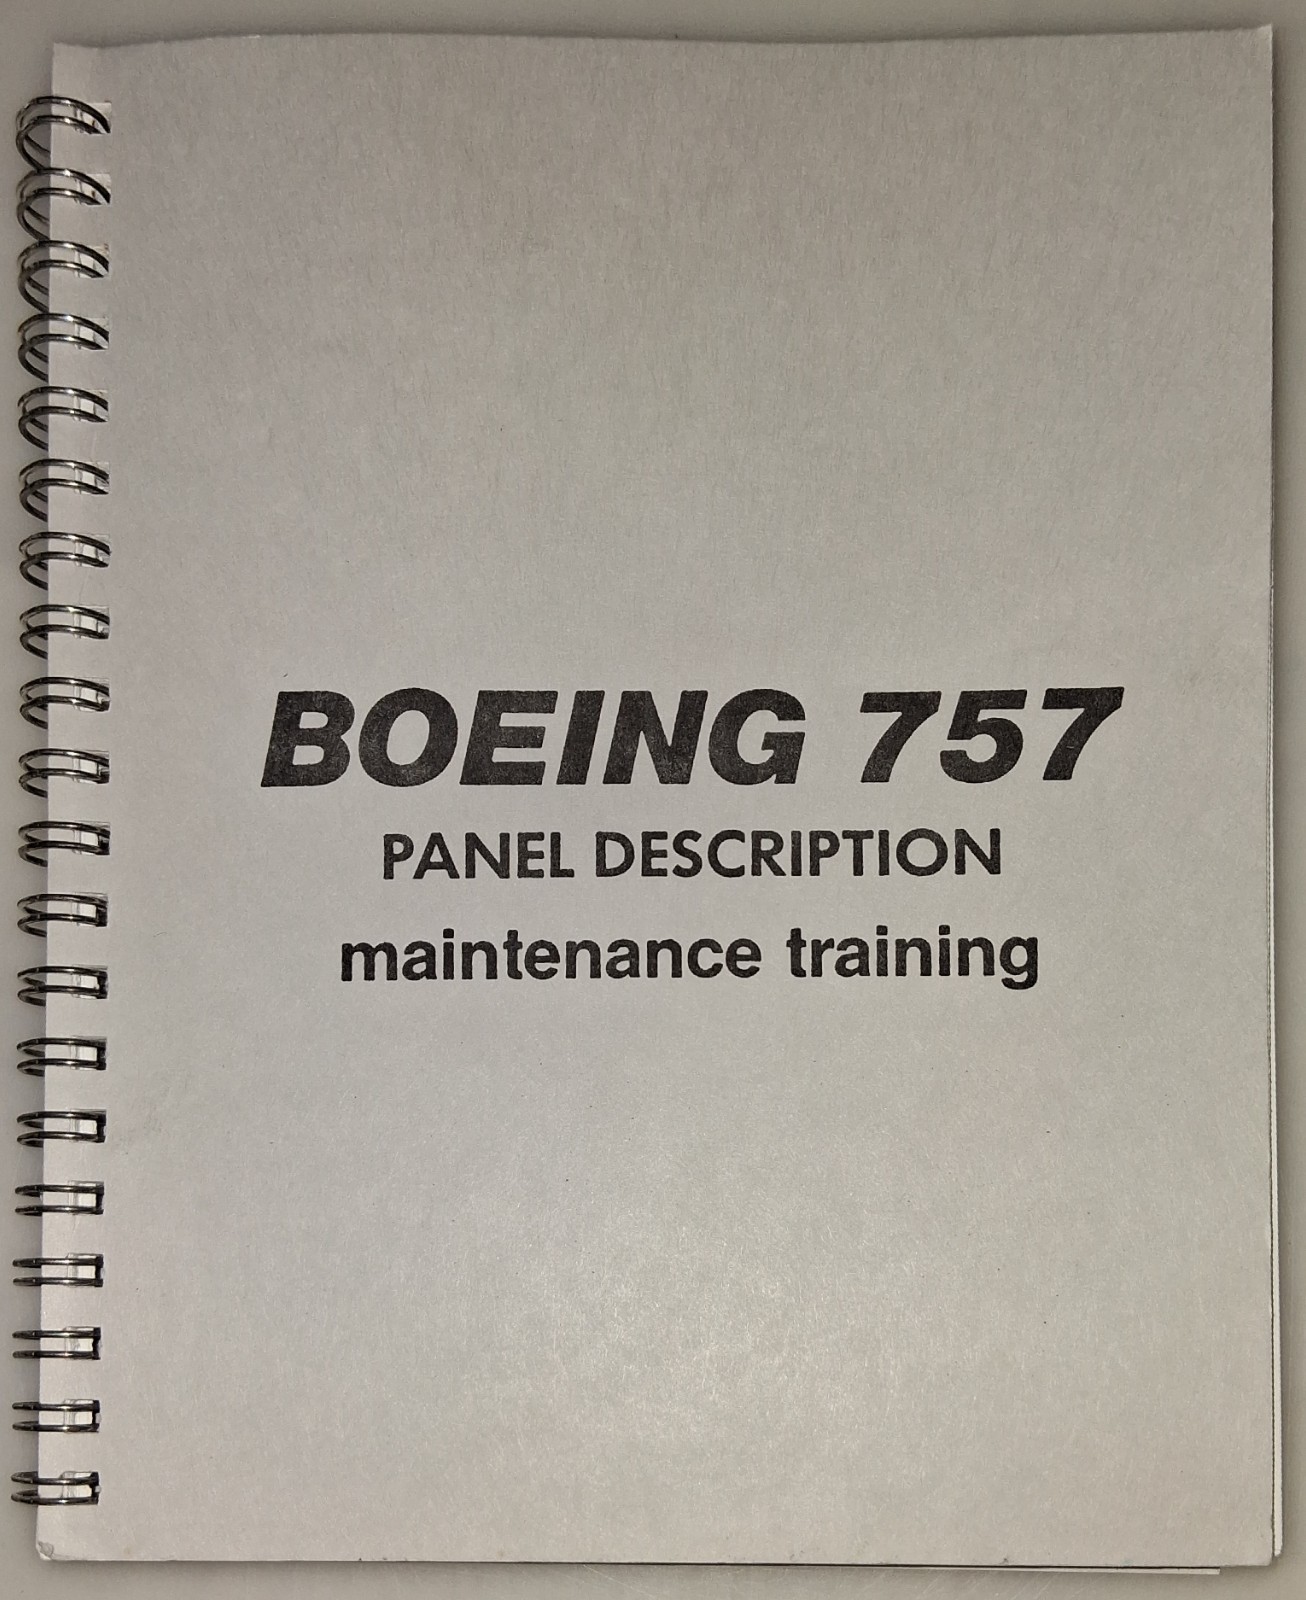 BOEING 757
PANEL DESCRIPTION
maintenance training